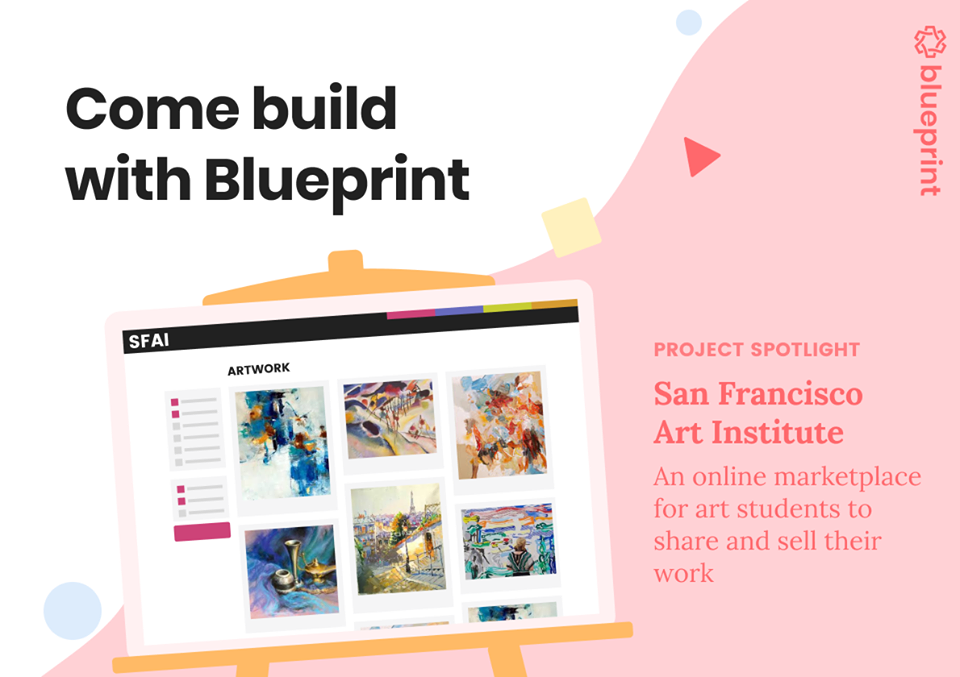 Come build
with Blueprint
blueprint
SFAI
ARTWORK
PROJECT SPOTLIGHT
San Francisco
Art Institute
An online marketplace
for art students to
share and sell their
work